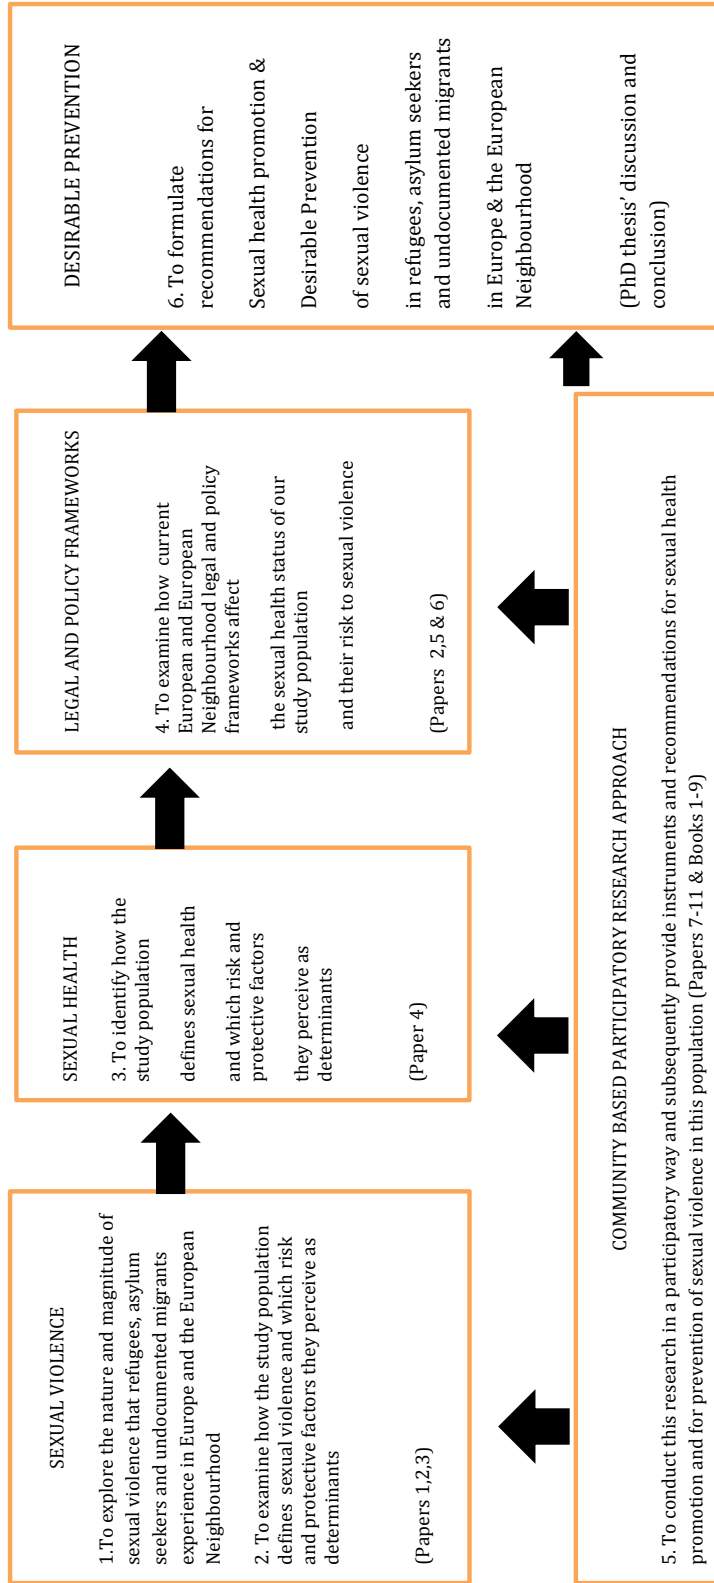 SEXUAL VIOLENCE
1.To explore the nature and magnitude of
sexual violence that refugees, asylum
seekers and undocumented migrants
experience in Europe and the European
Neighbourhood
2. To examine how the study population
defines sexual violence and which risk
and protective factors they perceive as
determinants
(Papers 1,2,3)
SEXUAL HEALTH
3. To identify how the
study population
defines sexual health
and which risk and
protective factors
they perceive as
determinants
(Paper 4)
LEGAL AND POLICY FRAMEWORKS
4. To examine how current
European and European
Neighbourhood legal and policy
frameworks affect
the sexual health status of our
study population
and their risk to sexual violence
(Papers 2,5 & 6)
DESIRABLE PREVENTION
6. To formulate
recommendations for
Sexual health promotion &
Desirable Prevention
of sexual violence
in refugees, asylum seekers
and undocumented migrants
in Europe & the European
Neighbourhood
(PhD thesis' discussion and
conclusion)
COMMUNITY BASED PARTICIPATORY RESEARCH APPROACH
5. To conduct this research in a participatory way and subsequently provide instruments and recommendations for sexual health
promotion and for prevention of sexual violence in this population (Papers 7-11 & Books 1-9)